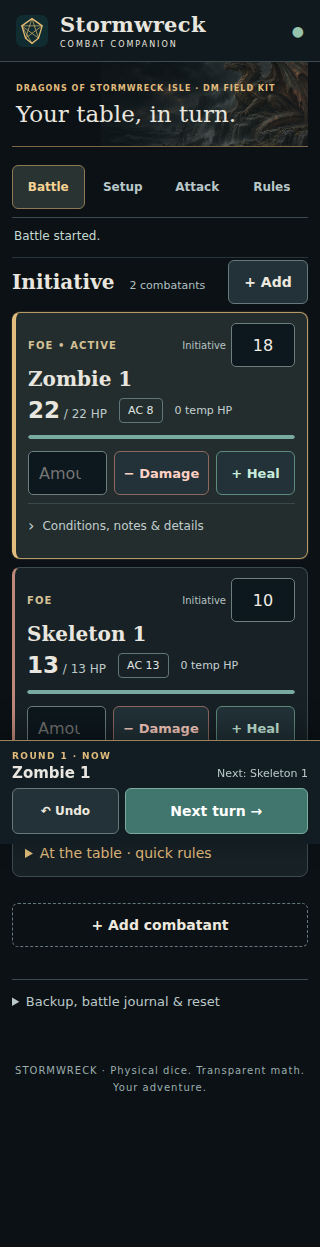 Stormwreck
COMBAT COMPANION
DRAGONS OF STORMWRECK ISLE · DM FIELD KIT
Your table, in turn.
Battle Setup Attack Rules
Battle started.
Initiative 2 combatants + Add
FOE • ACTIVE Initiative 18
Zombie 1
22 / 22 HP AC 8 0 temp HP
Amou − Damage + Heal
› Conditions, notes & details
FOE Initiative 10
Skeleton 1
13 / 13 HP AC 13 0 temp HP
Amou − Damage + Heal
ROUND 1 · NOW
Zombie 1 Next: Skeleton 1
↶ Undo Next turn →
▶ At the table · quick rules
+ Add combatant
▶ Backup, battle journal & reset
STORMWRECK · Physical dice. Transparent math.
Your adventure.